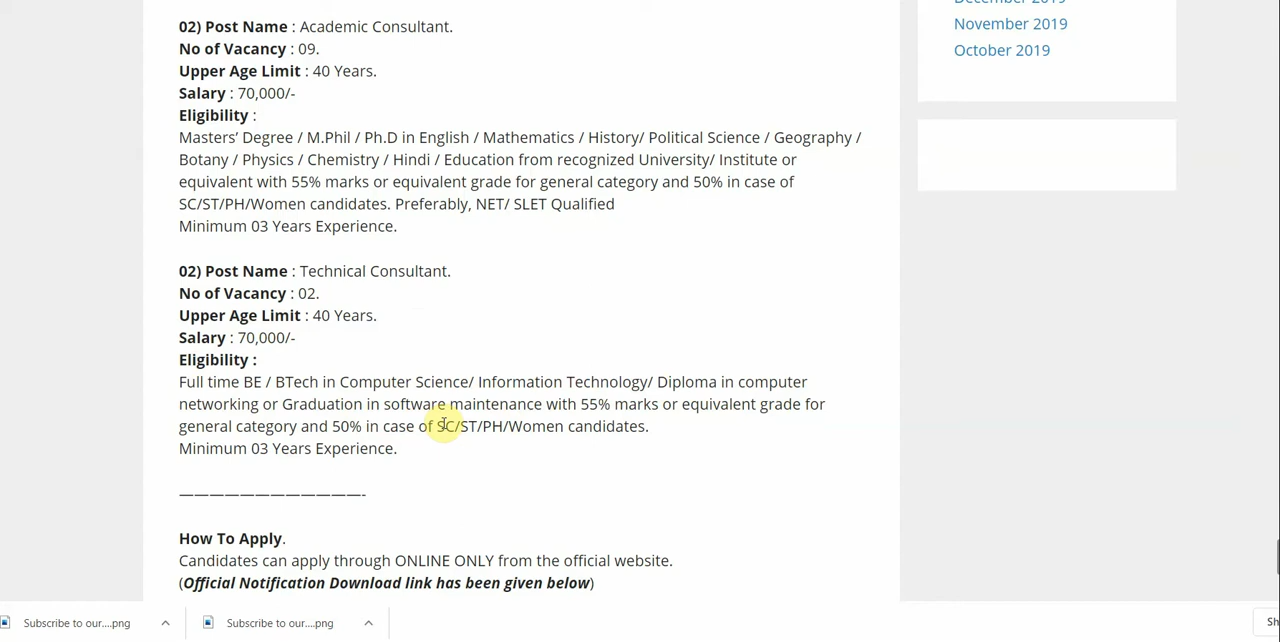 02) Post Name : Academic Consultant.
No of Vacancy : 09.
Upper Age Limit : 40 Years.
Salary : 70,000/-
Eligibility :
Masters’ Degree / M.Phil / Ph.D in English / Mathematics / History/ Political Science / Geography /
Botany / Physics / Chemistry / Hindi / Education from recognized University/ Institute or
equivalent with 55% marks or equivalent grade for general category and 50% in case of
SC/ST/PH/Women candidates. Preferably, NET/ SLET Qualified
Minimum 03 Years Experience.
02) Post Name : Technical Consultant.
No of Vacancy : 02.
Upper Age Limit : 40 Years.
Salary : 70,000/-
Eligibility :
Full time BE / BTech in Computer Science/ Information Technology/ Diploma in computer
networking or Graduation in software maintenance with 55% marks or equivalent grade for
general category and 50% in case of SC/ST/PH/Women candidates.
Minimum 03 Years Experience.
————————————-
How To Apply.
Candidates can apply through ONLINE ONLY from the official website.
(Official Notification Download link has been given below)
December 2019
November 2019
October 2019
Subscribe to our....png
Subscribe to our....png
Sh